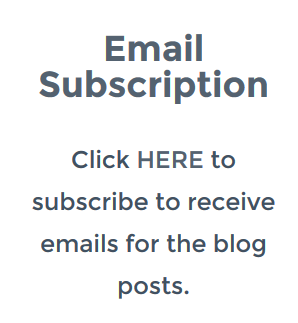 Email
Subscription
Click HERE to
subscribe to receive
emails for the blog
posts.